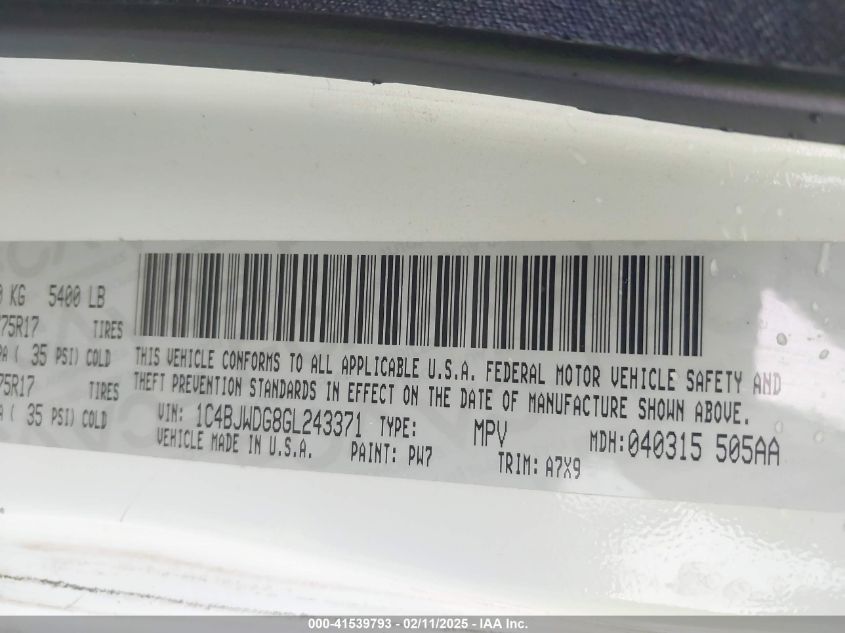 KG 5400 LB
75R17 TIRES
( 35 PSI) COLD
75R17 TIRES
( 35 PSI) COLD
THIS VEHICLE CONFORMS TO ALL APPLICABLE U.S.A. FEDERAL MOTOR VEHICLE SAFETY AND
THEFT PREVENTION STANDARDS IN EFFECT ON THE DATE OF MANUFACTURE SHOWN ABOVE.
VIN: 1C4BJWDG8GL243371 TYPE: MPV MDH:040315 505AA
VEHICLE MADE IN U.S.A. PAINT: PW7 TRIM: A7X9
000-41539793 - 02/11/2025 - IAA Inc.